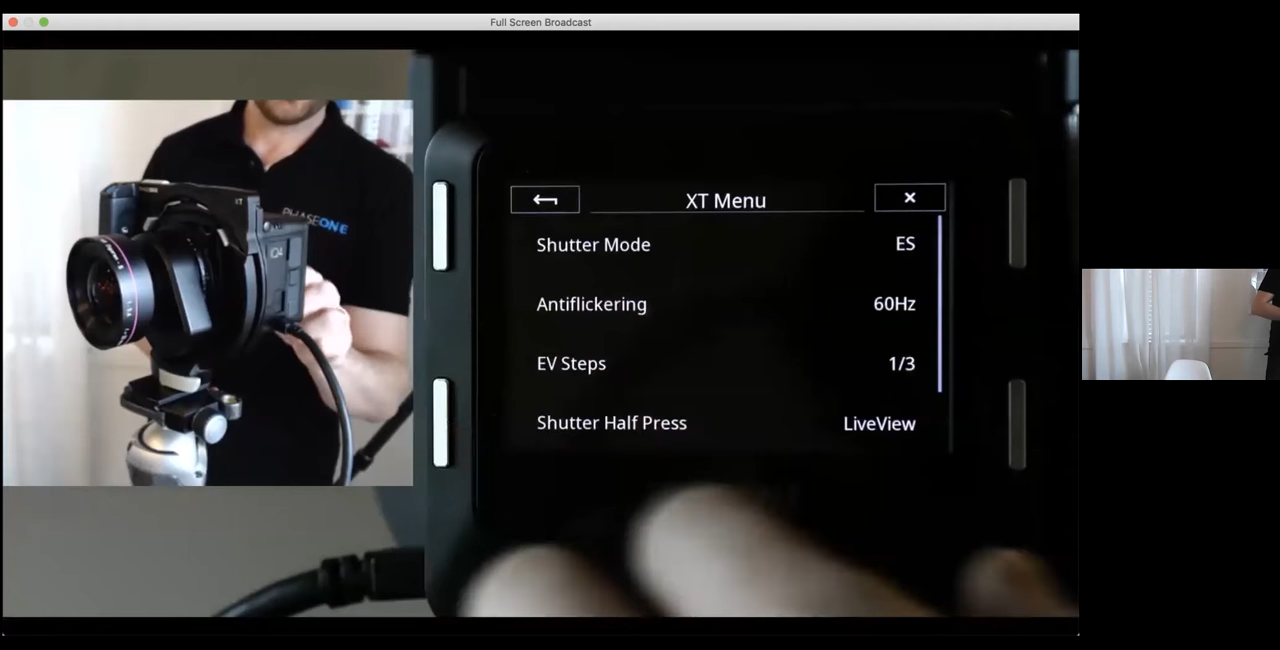 Full Screen Broadcast
XT Menu
Shutter Mode ES
Antiflickering 60Hz
EV Steps 1/3
Shutter Half Press LiveView
PHASEONE
XT
IQ4